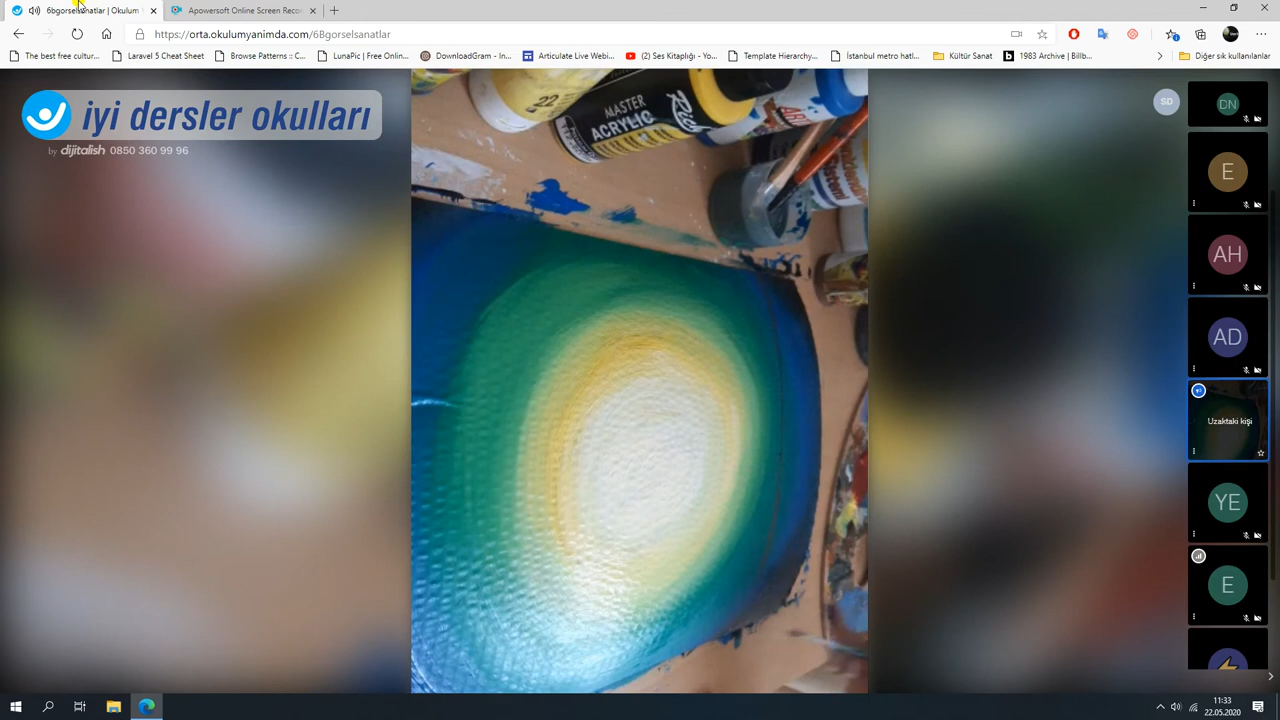 6bgorselsanatlar | Okulum
Apowersoft Online Screen Reco
https://orta.okulumyanimda.com/6Bgorselsanatlar
The best free cultur...
Laravel 5 Cheat Sheet
Browse Patterns :: C...
LunaPic | Free Onlin...
DownloadGram - In...
Articulate Live Webi...
(2) Ses Kitaplığı - Yo...
Template Hierarchy...
İstanbul metro hatl...
Kültür Sanat
b
1983 Archive | Billb...
Diğer sık kullanılanlar
iyi dersler okulları
by dijitalish 0850 360 99 96
22
MASTER
ACRYLIC
Rich
SD
DN
E
AH
AD
Uzaktaki kişi
YE
E
11:33
22.05.2020